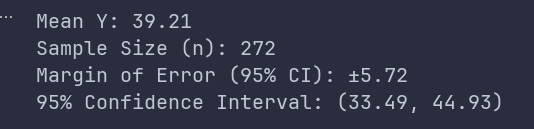 ...
Mean Y: 39.21
Sample Size (n): 272
Margin of Error (95% CI): ±5.72
95% Confidence Interval: (33.49, 44.93)